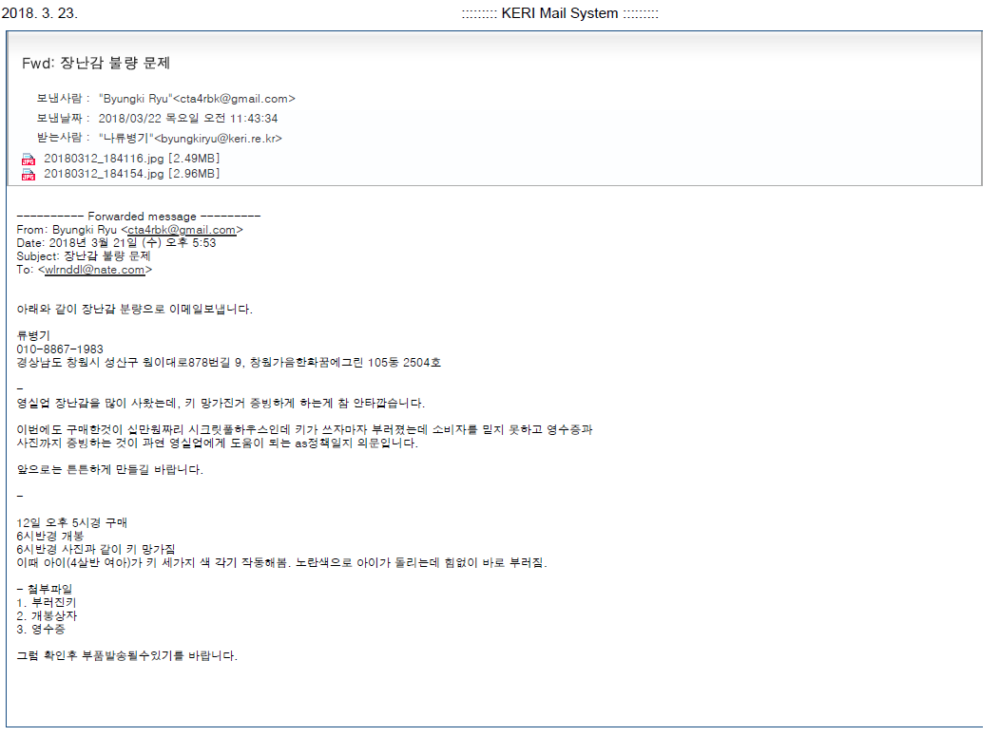 2018. 3. 23.
::::::::: KERI Mail System :::::::::
Fwd: 장난감 불량 문제
보낸사람 : "Byungki Ryu"<cta4rbk@gmail.com>
보낸날짜 : 2018/03/22 목요일 오전 11:43:34
받는사람 : "나류병기"<byungkiryu@keri.re.kr>
20180312_184116.jpg [2.49MB]
20180312_184154.jpg [2.96MB]
---------- Forwarded message ---------
From: Byungki Ryu <cta4rbk@gmail.com>
Date: 2018년 3월 21일 (수) 오후 5:53
Subject: 장난감 불량 문제
To: <wlrnddl@nate.com>
아래와 같이 장난감 분량으로 이메일보냅니다.
류병기
010-8867-1983
경상남도 창원시 성산구 원이대로878번길 9, 창원가음한화꿈에그린 105동 2504호
-
영실업 장난감을 많이 사왔는데, 키 망가진거 증빙하게 하는게 참 안타깝습니다.
이번에도 구매한것이 십만원짜리 시크릿쥴하우스인데 키가 쓰자마자 부러졌는데 소비자를 믿지 못하고 영수증과
사진까지 증빙하는 것이 과연 영실업에게 도움이 되는 as정책일지 의문입니다.
앞으로는 튼튼하게 만들길 바랍니다.
-
12일 오후 5시경 구매
6시반경 개봉
6시반경 사진과 같이 키 망가짐
이때 아이(4살반 여아)가 키 세가지 색 각기 작동해봄. 노란색으로 아이가 돌리는데 힘없이 바로 부러짐.
- 첨부파일
1. 부러진키
2. 개봉상자
3. 영수증
그럼 확인후 부품발송될수있기를 바랍니다.